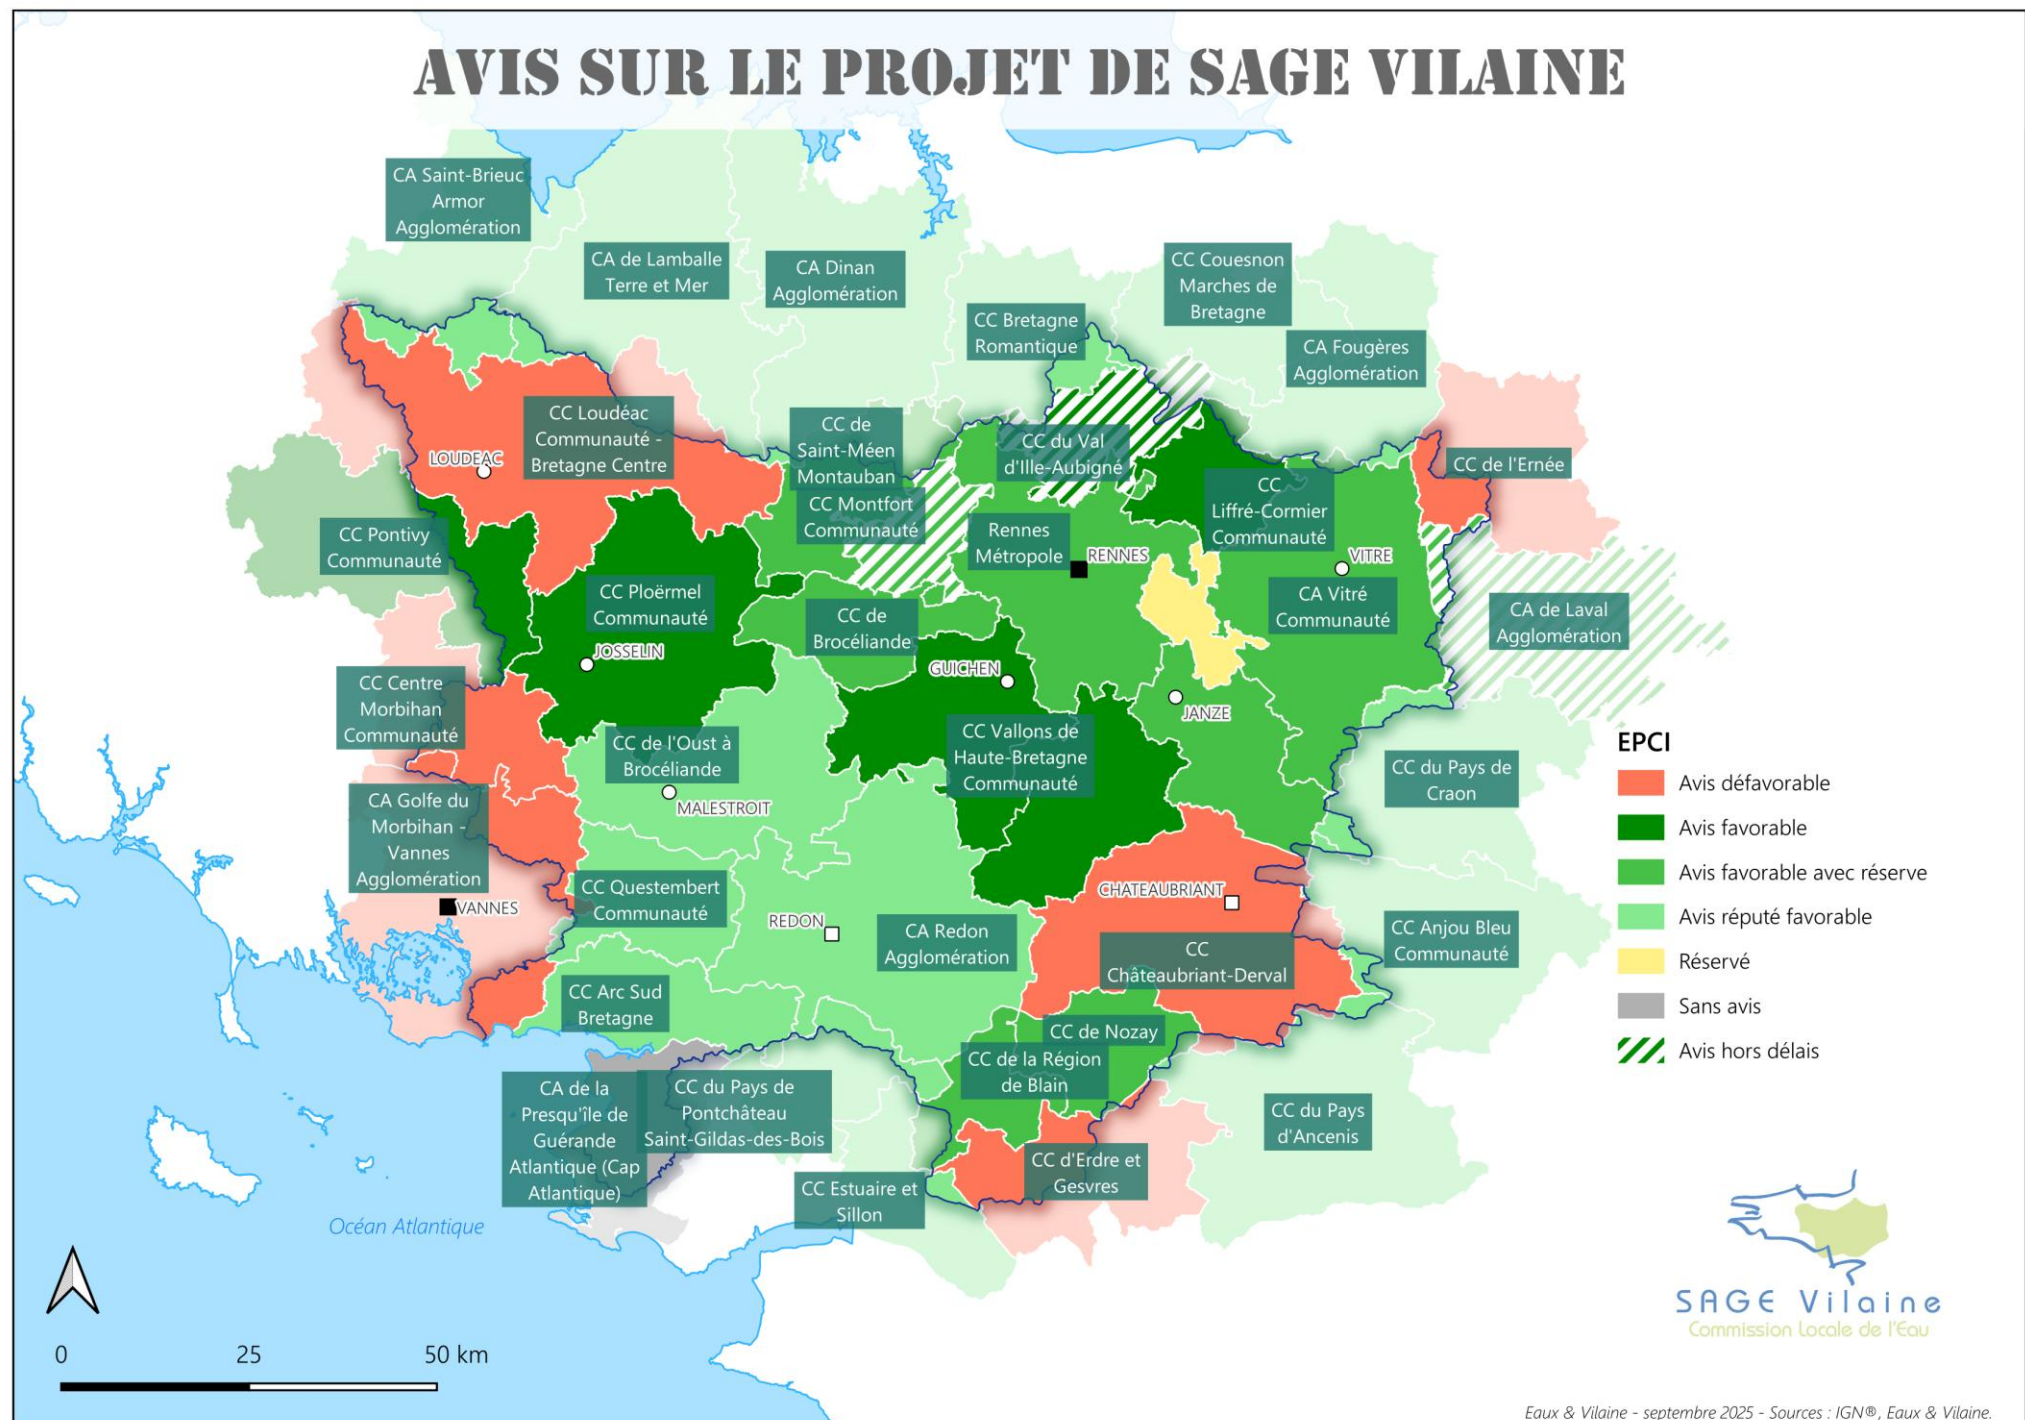 AVIS SUR LE PROJET DE SAGE VILAINE
CA Saint-Brieuc
Armor
Agglomération
CA de Lamballe
Terre et Mer
CA Dinan
Agglomération
CC Couesnon
Marches de
Bretagne
CC Bretagne
Romantique
CA Fougères
Agglomération
CC Loudéac
Communauté -
Bretagne Centre
LOUDEAC
CC de
Saint-Méen
Montauban
CC du Val
d'Ille-Aubigné
CC de l'Ernée
CC Montfort
Communauté
CC
Liffré-Cormier
Communauté
CC Pontivy
Communauté
Rennes
Métropole
RENNES
VITRE
CC Ploërmel
Communauté
CC de
Brocéliande
CA Vitré
Communauté
CA de Laval
Agglomération
JOSSELIN
GUICHEN
JANZE
CC Centre
Morbihan
Communauté
CC de l'Oust à
Brocéliande
CC Vallons de
Haute-Bretagne
Communauté
CC du Pays de
Craon
MALESTROIT
CA Golfe du
Morbihan -
Vannes
Agglomération
VANNES
CC Questembert
Communauté
REDON
CA Redon
Agglomération
CHATEAUBRIANT
CC
Châteaubriant-Derval
CC Anjou Bleu
Communauté
CC Arc Sud
Bretagne
CC de Nozay
CC de la Région
de Blain
CA de la
Presqu'île de
Guérande
Atlantique (Cap
Atlantique)
CC du Pays de
Pontchâteau
Saint-Gildas-des-Bois
CC du Pays
d'Ancenis
CC d'Erdre et
Gesvres
CC Estuaire et
Sillon
Océan Atlantique
EPCI
Avis défavorable
Avis favorable
Avis favorable avec réserve
Avis réputé favorable
Réservé
Sans avis
Avis hors délais
SAGE Vilaine
Commission Locale de l'Eau
0 25 50 km
Eaux & Vilaine - septembre 2025 - Sources : IGN®, Eaux & Vilaine.